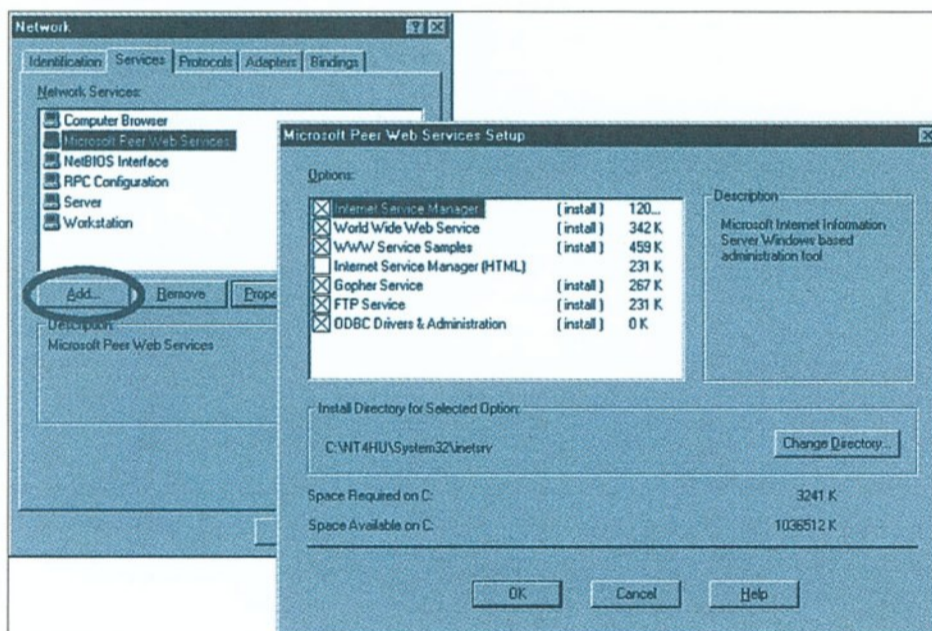 Network
Identification Services Protocols Adapters Bindings
Network Services:
Computer Browser
Microsoft Peer Web Services
NetBIOS Interface
RPC Configuration
Server
Workstation
Add... Remove Prope
Description:
Microsoft Peer Web Services
Microsoft Peer Web Services Setup
Options:
Internet Service Manager (install) 120...
World Wide Web Service (install) 342 K
WWW Service Samples (install) 459 K
Internet Service Manager (HTML) 231 K
Gopher Service (install) 267 K
FTP Service (install) 231 K
ODBC Drivers & Administration (install) 0 K
Description
Microsoft Internet Information
Server Windows based
administration tool
Install Directory for Selected Option:
C:\NT4HU\System32\inetsrv
Change Directory...
Space Required on C: 3241 K
Space Available on C: 1036512 K
OK Cancel Help